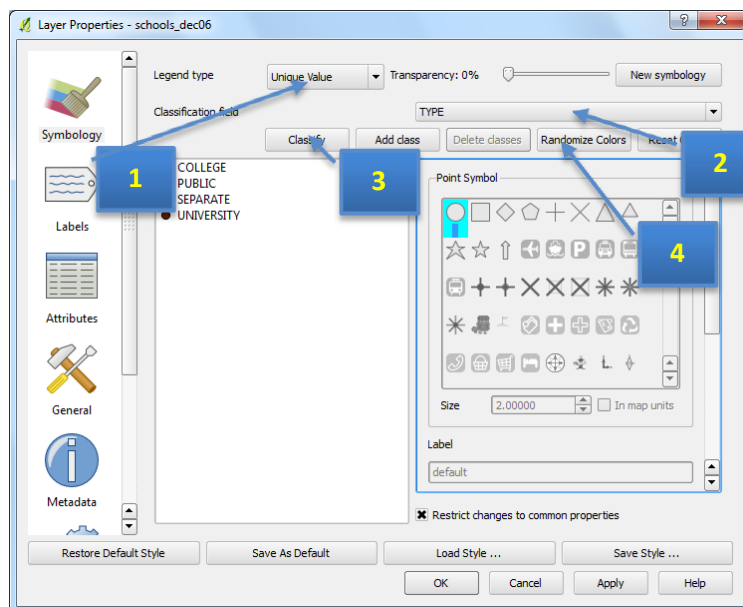 Layer Properties - schools_dec06
Legend type
Unique Value
Transparency: 0%
New symbology
Classification field
TYPE
Classify
Add class
Delete classes
Randomize Colors
Reset
Symbology
Labels
Attributes
General
Metadata
1
2
3
4
COLLEGE
PUBLIC
SEPARATE
UNIVERSITY
Point Symbol
Size
2.00000
In map units
Label
default
Restrict changes to common properties
Restore Default Style
Save As Default
Load Style ...
Save Style ...
OK
Cancel
Apply
Help